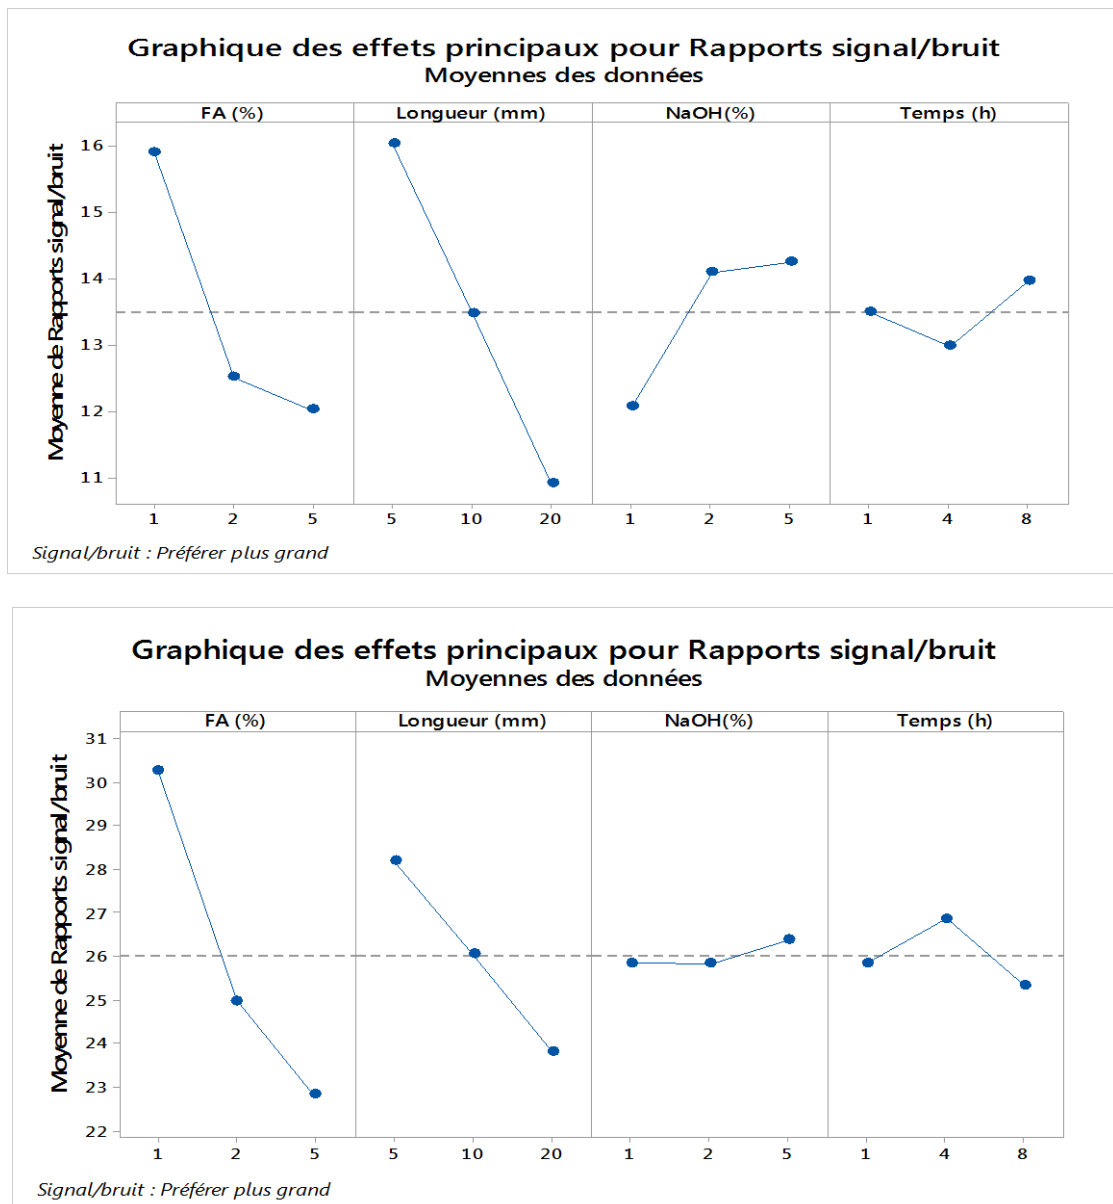 Graphique des effets principaux pour Rapports signal/bruit
Moyennes des données
FA (%) Longueur (mm) NaOH(%) Temps (h)
Moyenne de Rapports signal/bruit
16
15
14
13
12
11
1 2 5 5 10 20 1 2 5 1 4 8
Signal/bruit : Préférer plus grand
Graphique des effets principaux pour Rapports signal/bruit
Moyennes des données
FA (%) Longueur (mm) NaOH(%) Temps (h)
Moyenne de Rapports signal/bruit
31
30
29
28
27
26
25
24
23
22
1 2 5 5 10 20 1 2 5 1 4 8
Signal/bruit : Préférer plus grand